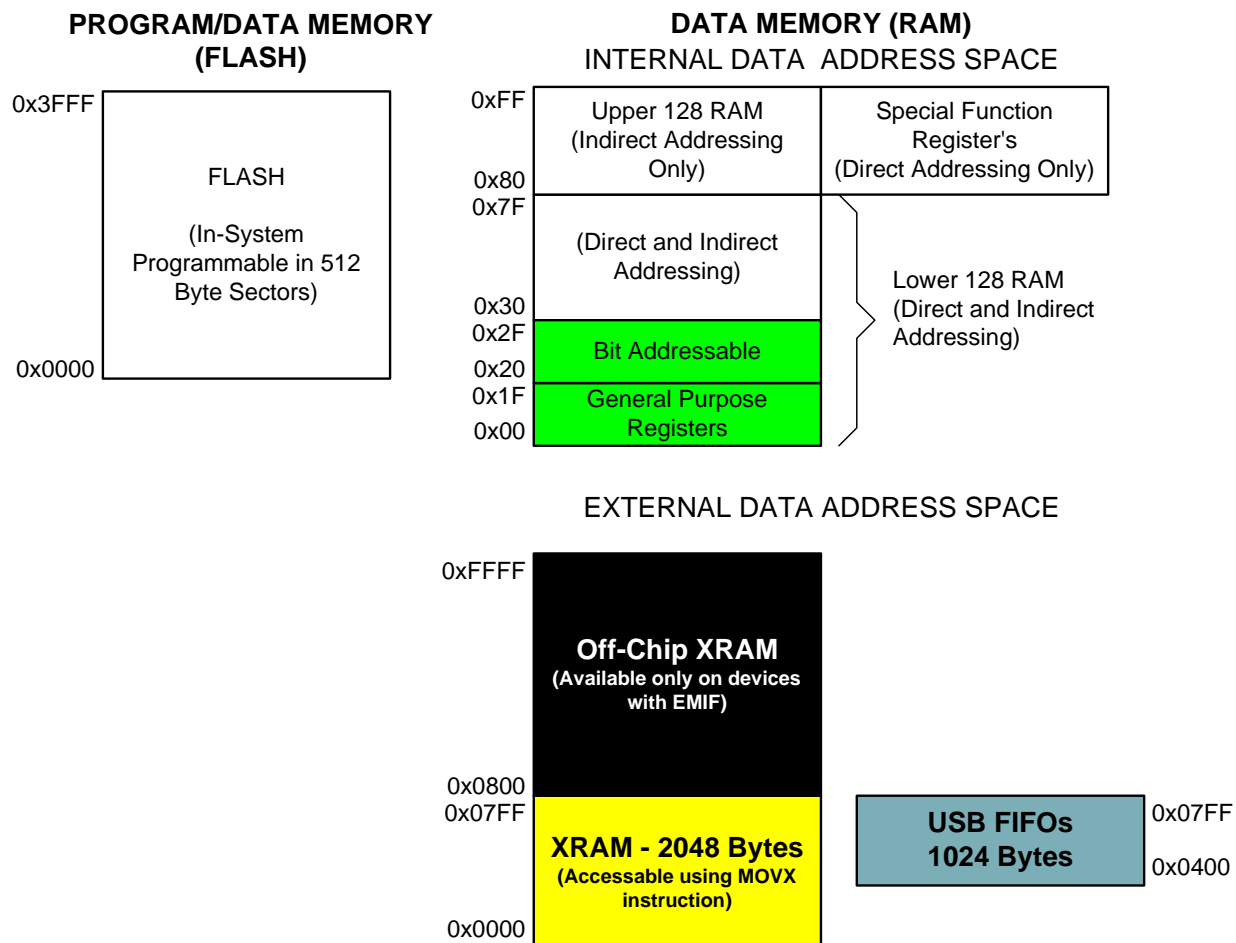 PROGRAM/DATA MEMORY
(FLASH)
0x3FFF
FLASH
(In-System
Programmable in 512
Byte Sectors)
0x0000
DATA MEMORY (RAM)
INTERNAL DATA ADDRESS SPACE
0xFF
Upper 128 RAM
(Indirect Addressing
Only)
0x80
Special Function
Register's
(Direct Addressing Only)
0x7F
(Direct and Indirect
Addressing)
0x30
Lower 128 RAM
(Direct and Indirect
Addressing)
0x2F
Bit Addressable
0x20
0x1F
General Purpose
Registers
0x00
EXTERNAL DATA ADDRESS SPACE
0xFFFF
Off-Chip XRAM
(Available only on devices
with EMIF)
0x0800
0x07FF
XRAM - 2048 Bytes
(Accessable using MOVX
instruction)
0x0000
USB FIFOs
1024 Bytes
0x07FF
0x0400